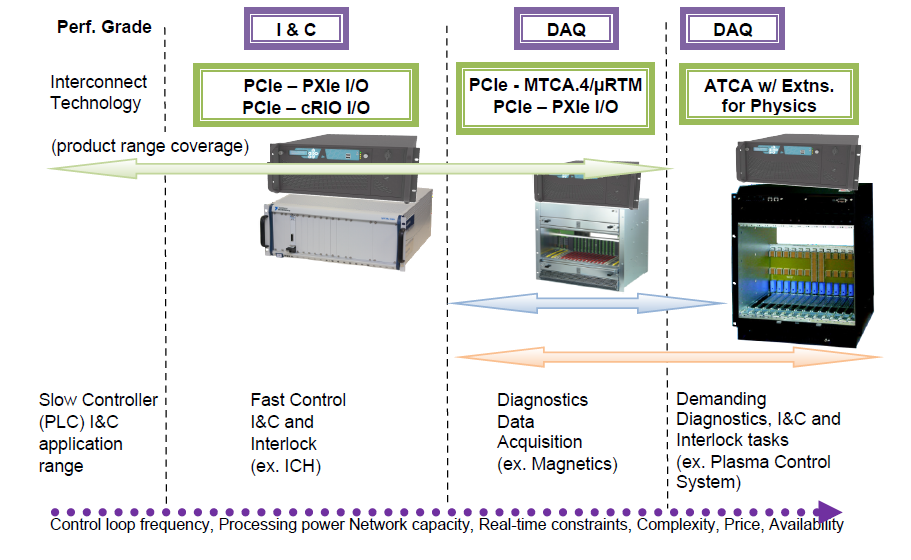 Perf. Grade
I & C
DAQ
DAQ
Interconnect
Technology
(product range coverage)
PCIe – PXIe I/O
PCIe – cRIO I/O
PCIe - MTCA.4/µRTM
PCIe – PXIe I/O
ATCA w/ Extns.
for Physics
Slow Controller
(PLC) I&C
application
range
Fast Control
I&C and
Interlock
(ex. ICH)
Diagnostics
Data
Acquisition
(ex. Magnetics)
Demanding
Diagnostics, I&C and
Interlock tasks
(ex. Plasma Control
System)
Control loop frequency, Processing power Network capacity, Real-time constraints, Complexity, Price, Availability